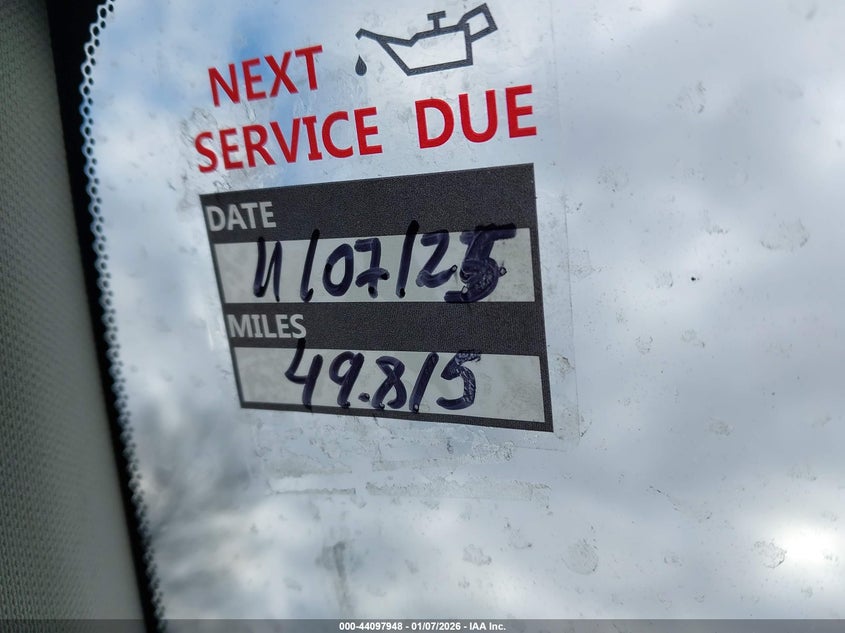 NEXT
SERVICE DUE
DATE
11/07/25
MILES
49.815
000-44097948 - 01/07/2026 - IAA Inc.